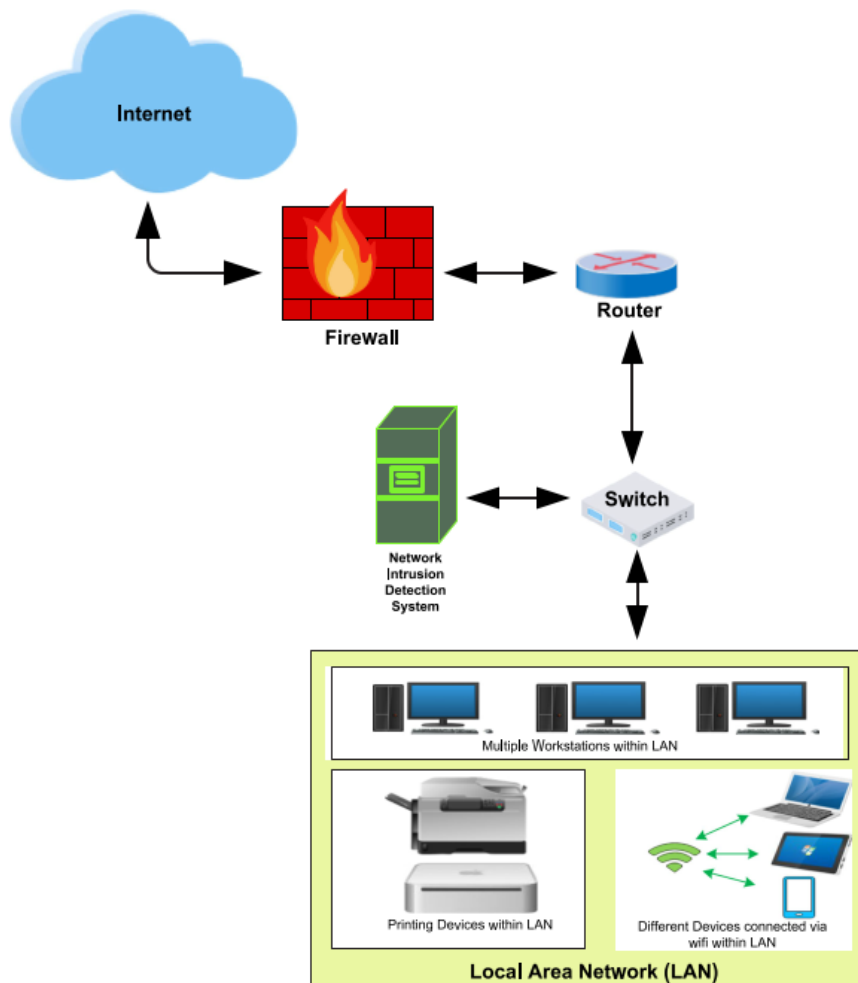 Internet
Firewall
Router
Switch
Network
Intrusion
Detection
System
Multiple Workstations within LAN
Printing Devices within LAN
Different Devices connected via
wifi within LAN
Local Area Network (LAN)